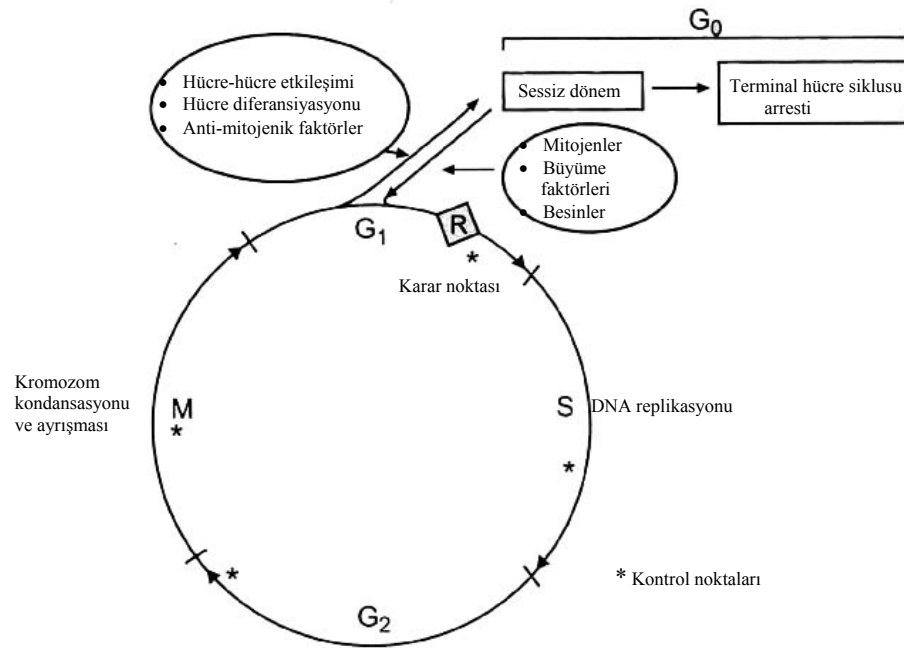 G₀
• Hücre-hücre etkileşimi
• Hücre diferansiyasyonu
• Anti-mitojenik faktörler
Sessiz dönem
Terminal hücre siklusu
arresti
• Mitojenler
• Büyüme
faktörleri
• Besinler
G₁
R
*
Karar noktası
Kromozom
kondansasyonu
ve ayrışması
M
*
S
DNA replikasyonu
*
*
G₂
* Kontrol noktaları